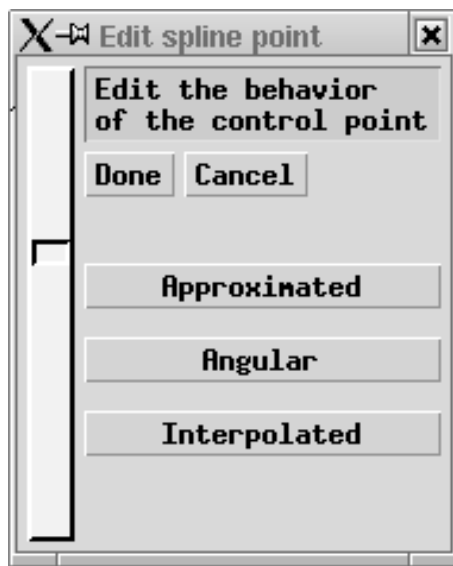 Edit spline point
Edit the behavior
of the control point
Done Cancel
Approximated
Angular
Interpolated